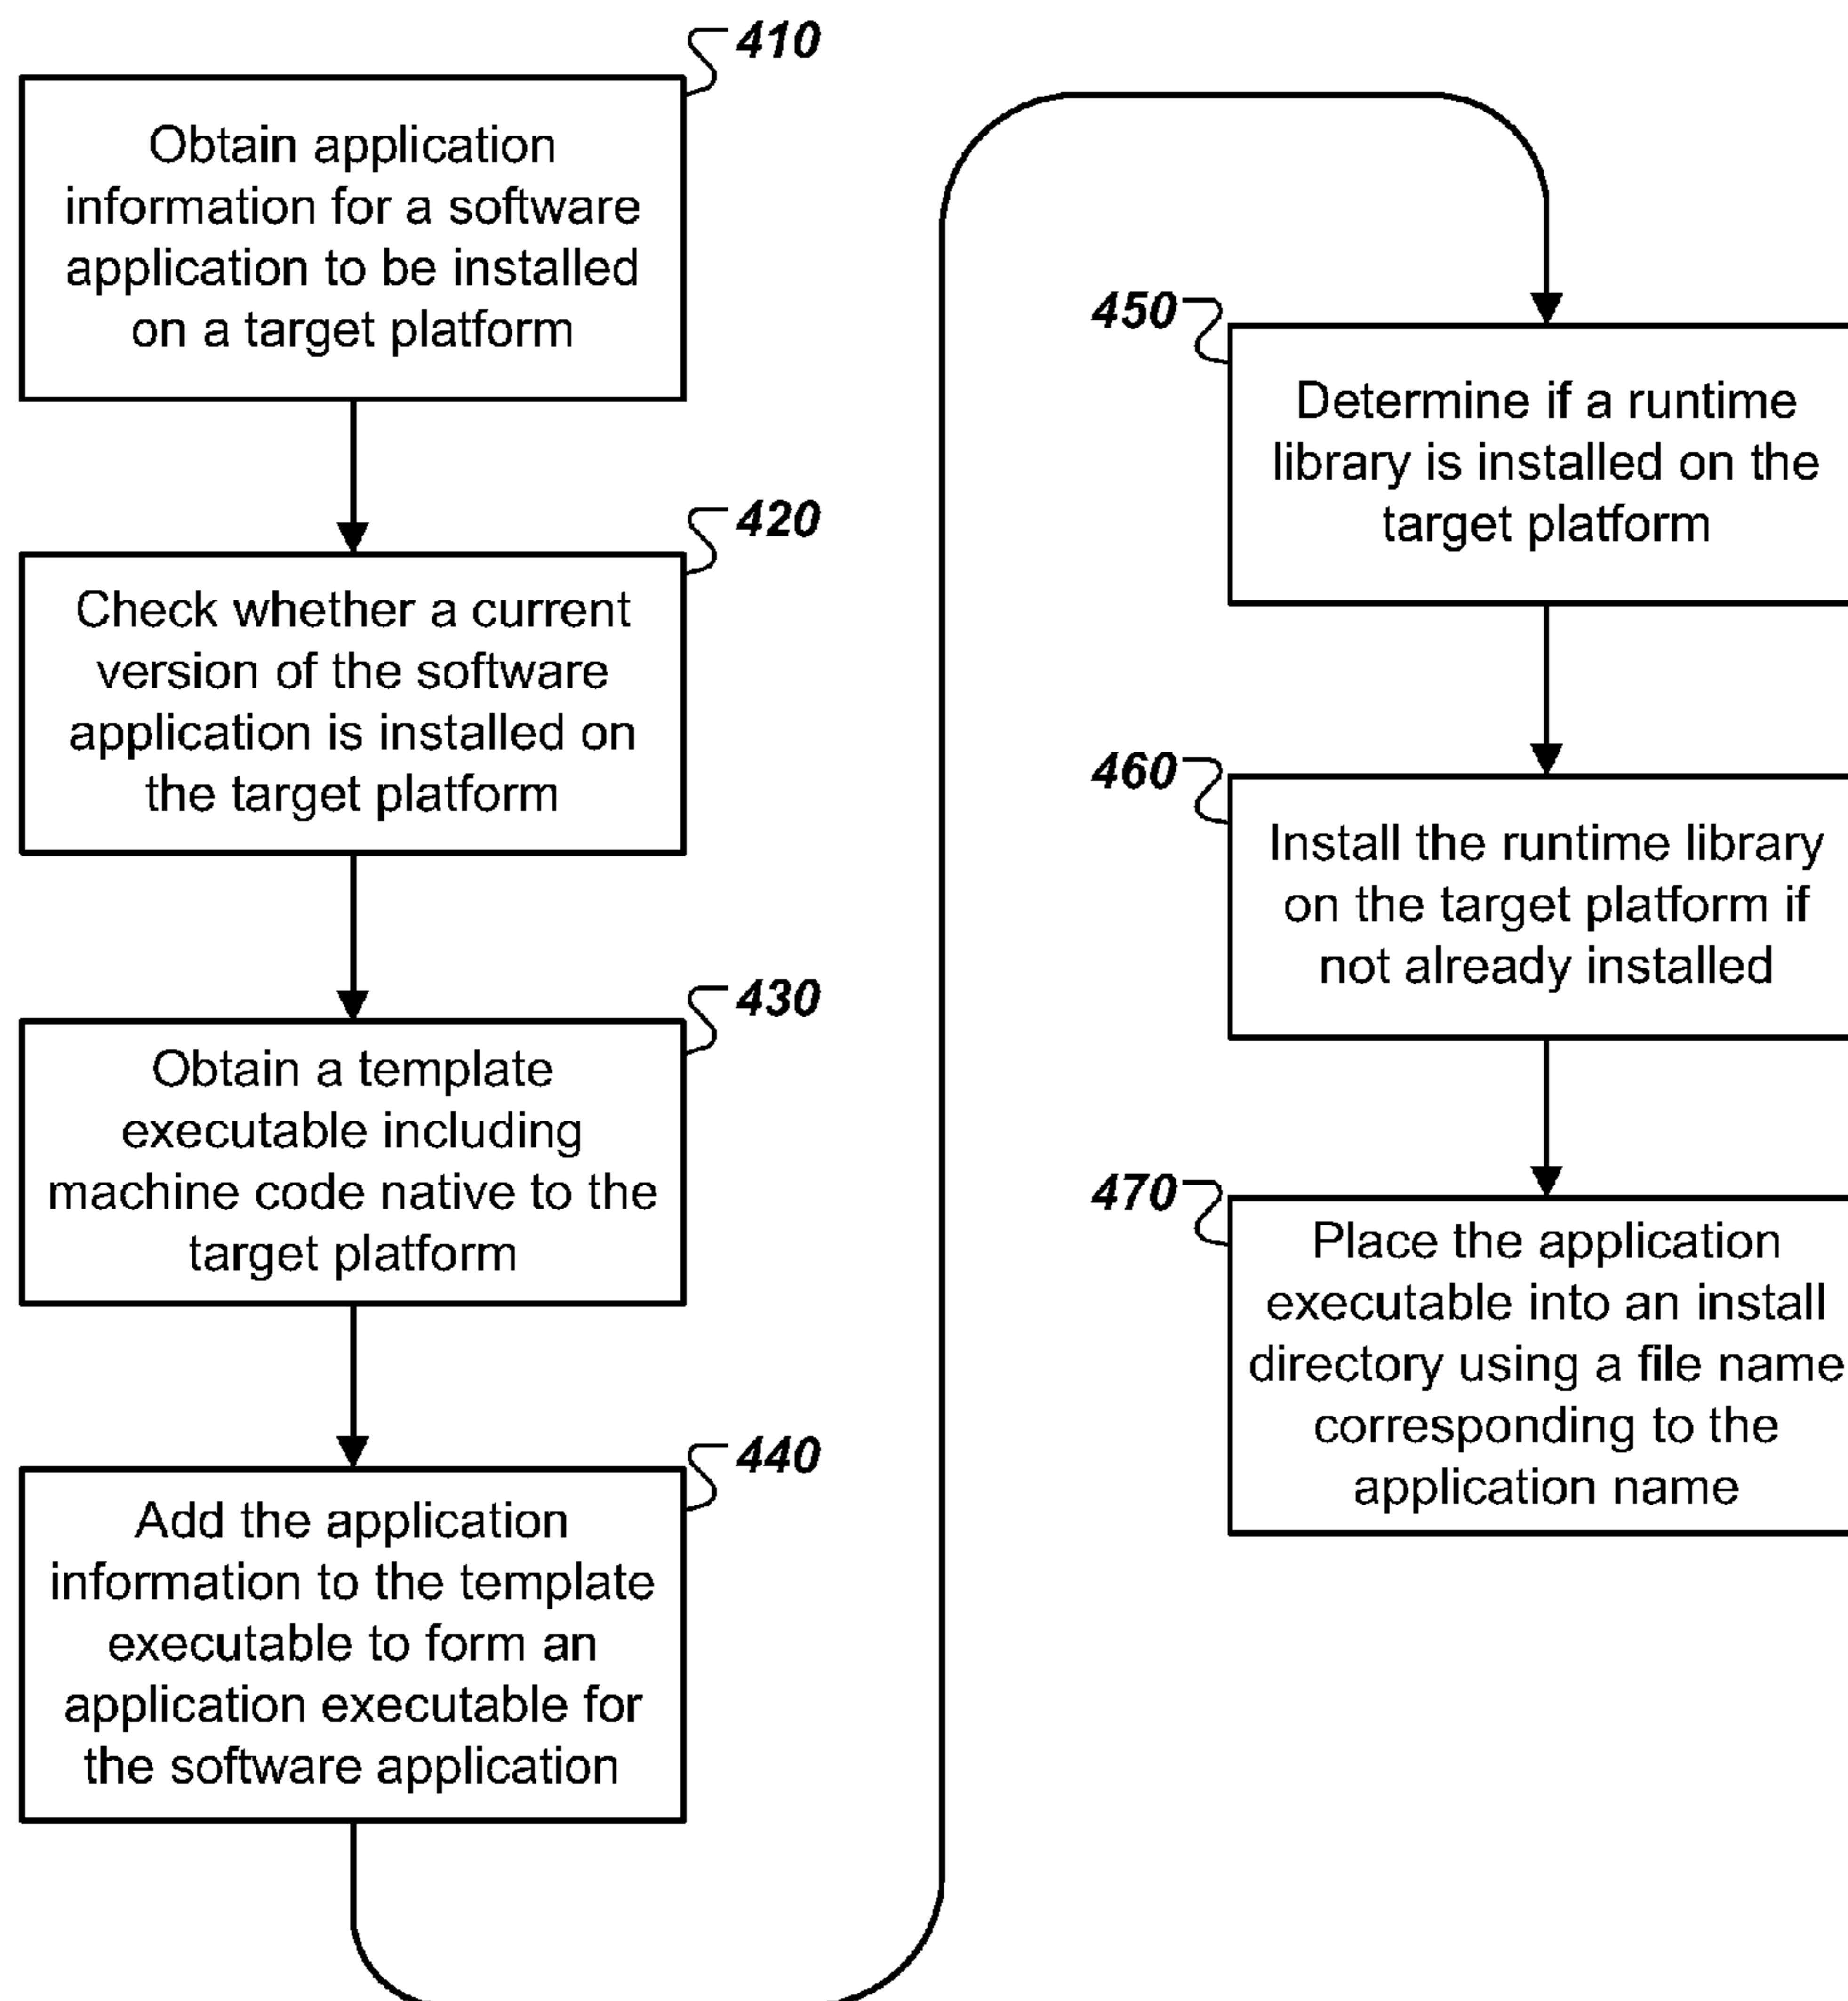 410
Obtain application
information for a software
application to be installed
on a target platform
420
Check whether a current
version of the software
application is installed on
the target platform
430
Obtain a template
executable including
machine code native to the
target platform
440
Add the application
information to the template
executable to form an
application executable for
the software application
450
Determine if a runtime
library is installed on the
target platform
460
Install the runtime library
on the target platform if
not already installed
470
Place the application
executable into an install
directory using a file name
corresponding to the
application name